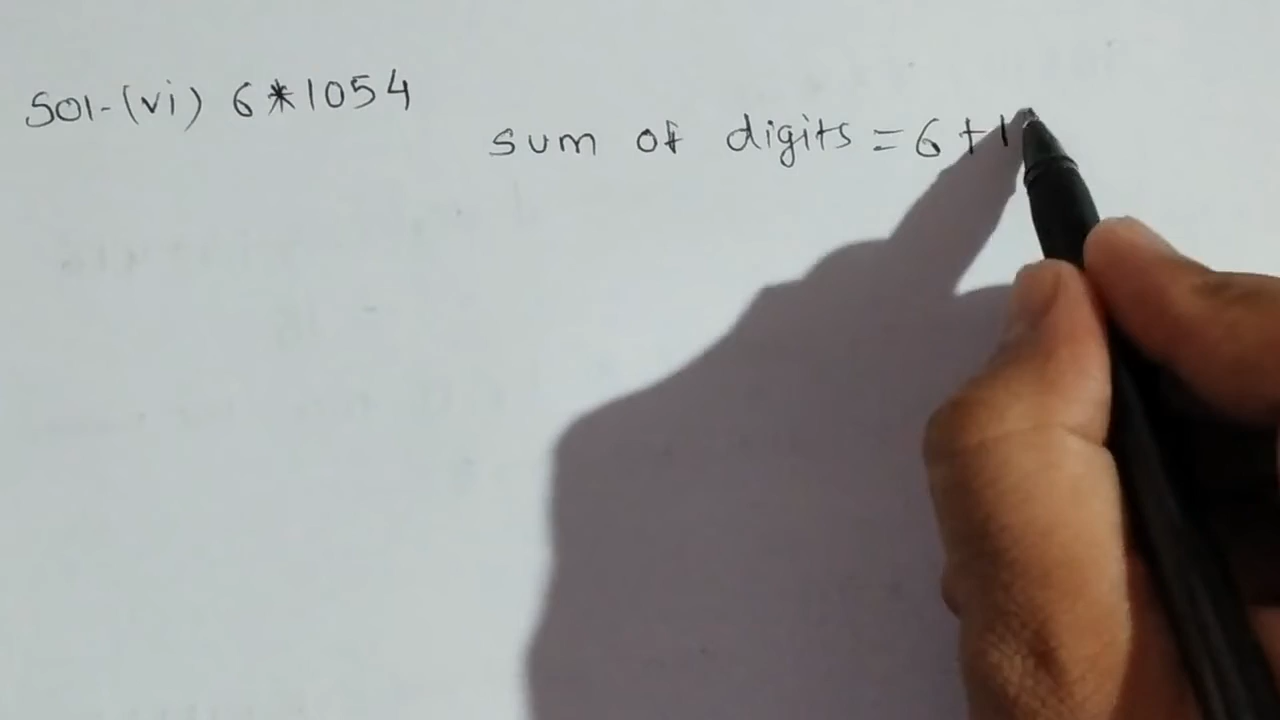 Sol-(vi) 6*1054
sum of digits = 6 + 1